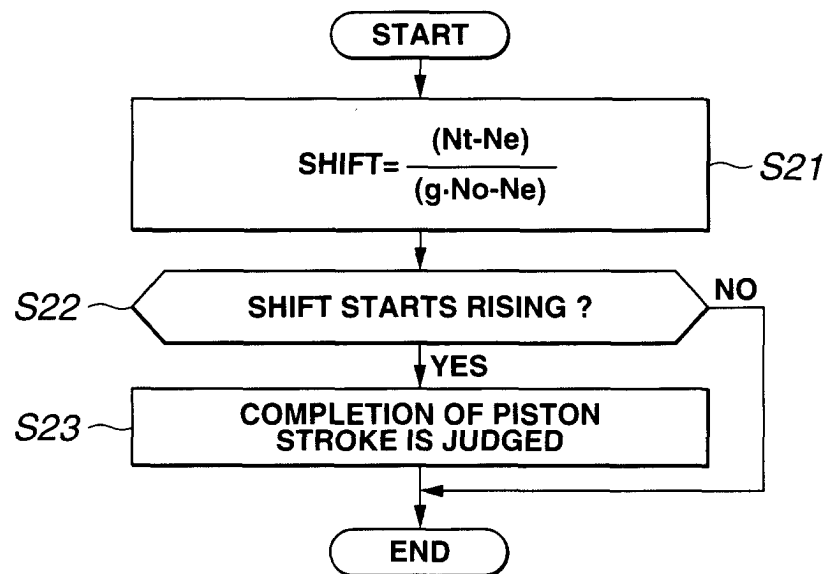 START
SHIFT= (Nt-Ne)
(g·No-Ne)
S21
S22
SHIFT STARTS RISING ?
NO
YES
S23
COMPLETION OF PISTON
STROKE IS JUDGED
END